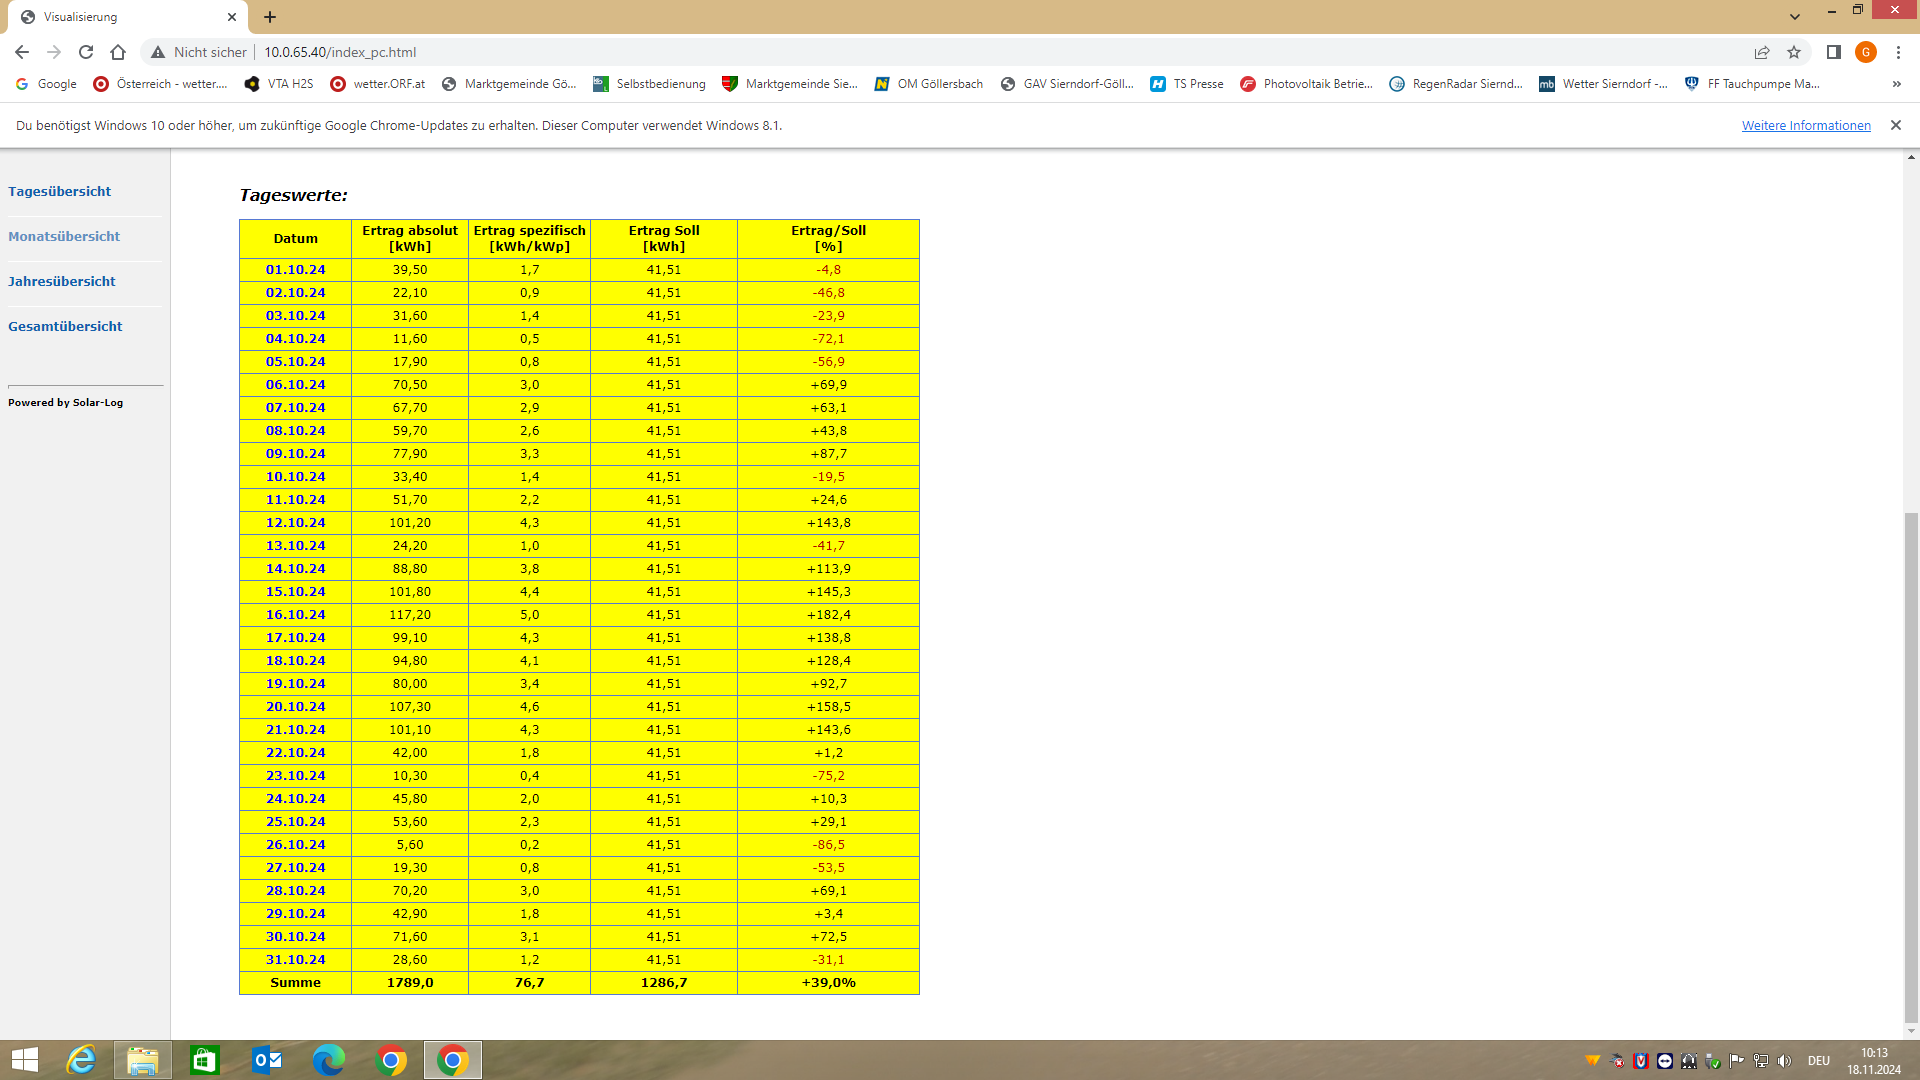 Visualisierung
Nicht sicher 10.0.65.40/index_pc.html
G
Google Österreich - wetter.... VTA H2S wetter.ORF.at Marktgemeinde Gö... Selbstbedienung Marktgemeinde Sie... OM Göllersbach GAV Sierndorf-Göll... TS Presse Photovoltaik Betrie... RegenRadar Sierd... Wetter Sierndorf -... FF Tauchpumpe Ma... »
Du benötigst Windows 10 oder höher, um zukünftige Google Chrome-Updates zu erhalten. Dieser Computer verwendet Windows 8.1. Weitere Informationen
Tagesübersicht
Monatsübersicht
Jahresübersicht
Gesamtübersicht
Powered by Solar-Log
Tageswerte:
Datum Ertrag absolut [kWh] Ertrag spezifisch [kWh/kWp] Ertrag Soll [kWh] Ertrag/Soll [%]
01.10.24 39,50 1,7 41,51 -4,8
02.10.24 22,10 0,9 41,51 -46,8
03.10.24 31,60 1,4 41,51 -23,9
04.10.24 11,60 0,5 41,51 -72,1
05.10.24 17,90 0,8 41,51 -56,9
06.10.24 70,50 3,0 41,51 +69,9
07.10.24 67,70 2,9 41,51 +63,1
08.10.24 59,70 2,6 41,51 +43,8
09.10.24 77,90 3,3 41,51 +87,7
10.10.24 33,40 1,4 41,51 -19,5
11.10.24 51,70 2,2 41,51 +24,6
12.10.24 101,20 4,3 41,51 +143,8
13.10.24 24,20 1,0 41,51 -41,7
14.10.24 88,80 3,8 41,51 +113,9
15.10.24 101,80 4,4 41,51 +145,3
16.10.24 117,20 5,0 41,51 +182,4
17.10.24 99,10 4,3 41,51 +138,8
18.10.24 94,80 4,1 41,51 +128,4
19.10.24 80,00 3,4 41,51 +92,7
20.10.24 107,30 4,6 41,51 +158,5
21.10.24 101,10 4,3 41,51 +143,6
22.10.24 42,00 1,8 41,51 +1,2
23.10.24 10,30 0,4 41,51 -75,2
24.10.24 45,80 2,0 41,51 +10,3
25.10.24 53,60 2,3 41,51 +29,1
26.10.24 5,60 0,2 41,51 -86,5
27.10.24 19,30 0,8 41,51 -53,5
28.10.24 70,20 3,0 41,51 +69,1
29.10.24 42,90 1,8 41,51 +3,4
30.10.24 71,60 3,1 41,51 +72,5
31.10.24 28,60 1,2 41,51 -31,1
Summe 1789,0 76,7 1286,7 +39,0%
DEU
10:13
18.11.2024